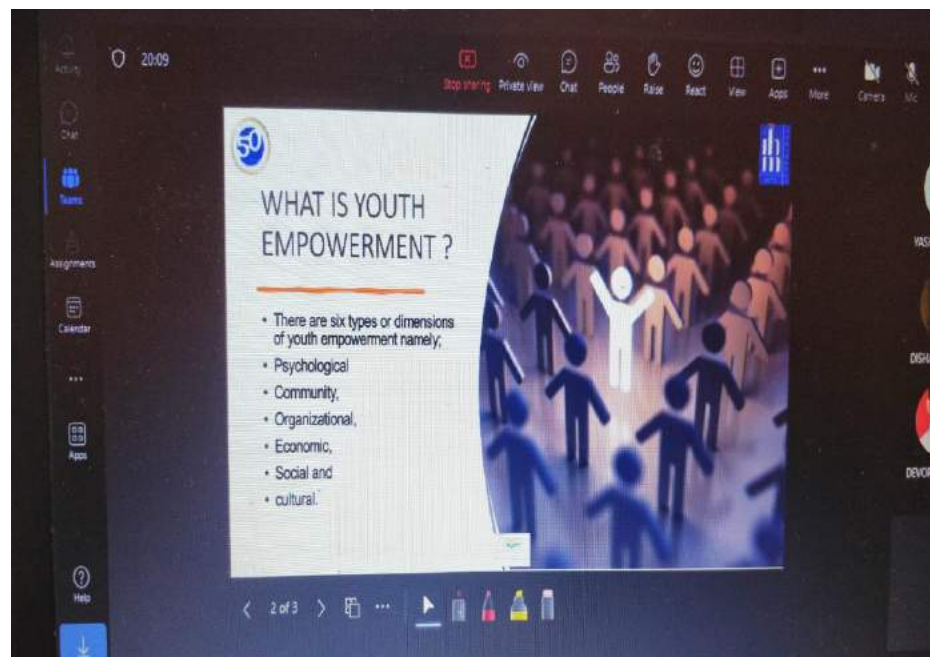 Activity
20:09
Stop sharing
Private view
Chat
People
Raise
React
View
Apps
More
Camera
Mic
Chat
Teams
Assignments
Calendar
Apps
Help
50
WHAT IS YOUTH
EMPOWERMENT ?
• There are six types or dimensions
of youth empowerment namely;
• Psychological
• Community,
• Organizational,
• Economic,
• Social and
• cultural.
2 of 3